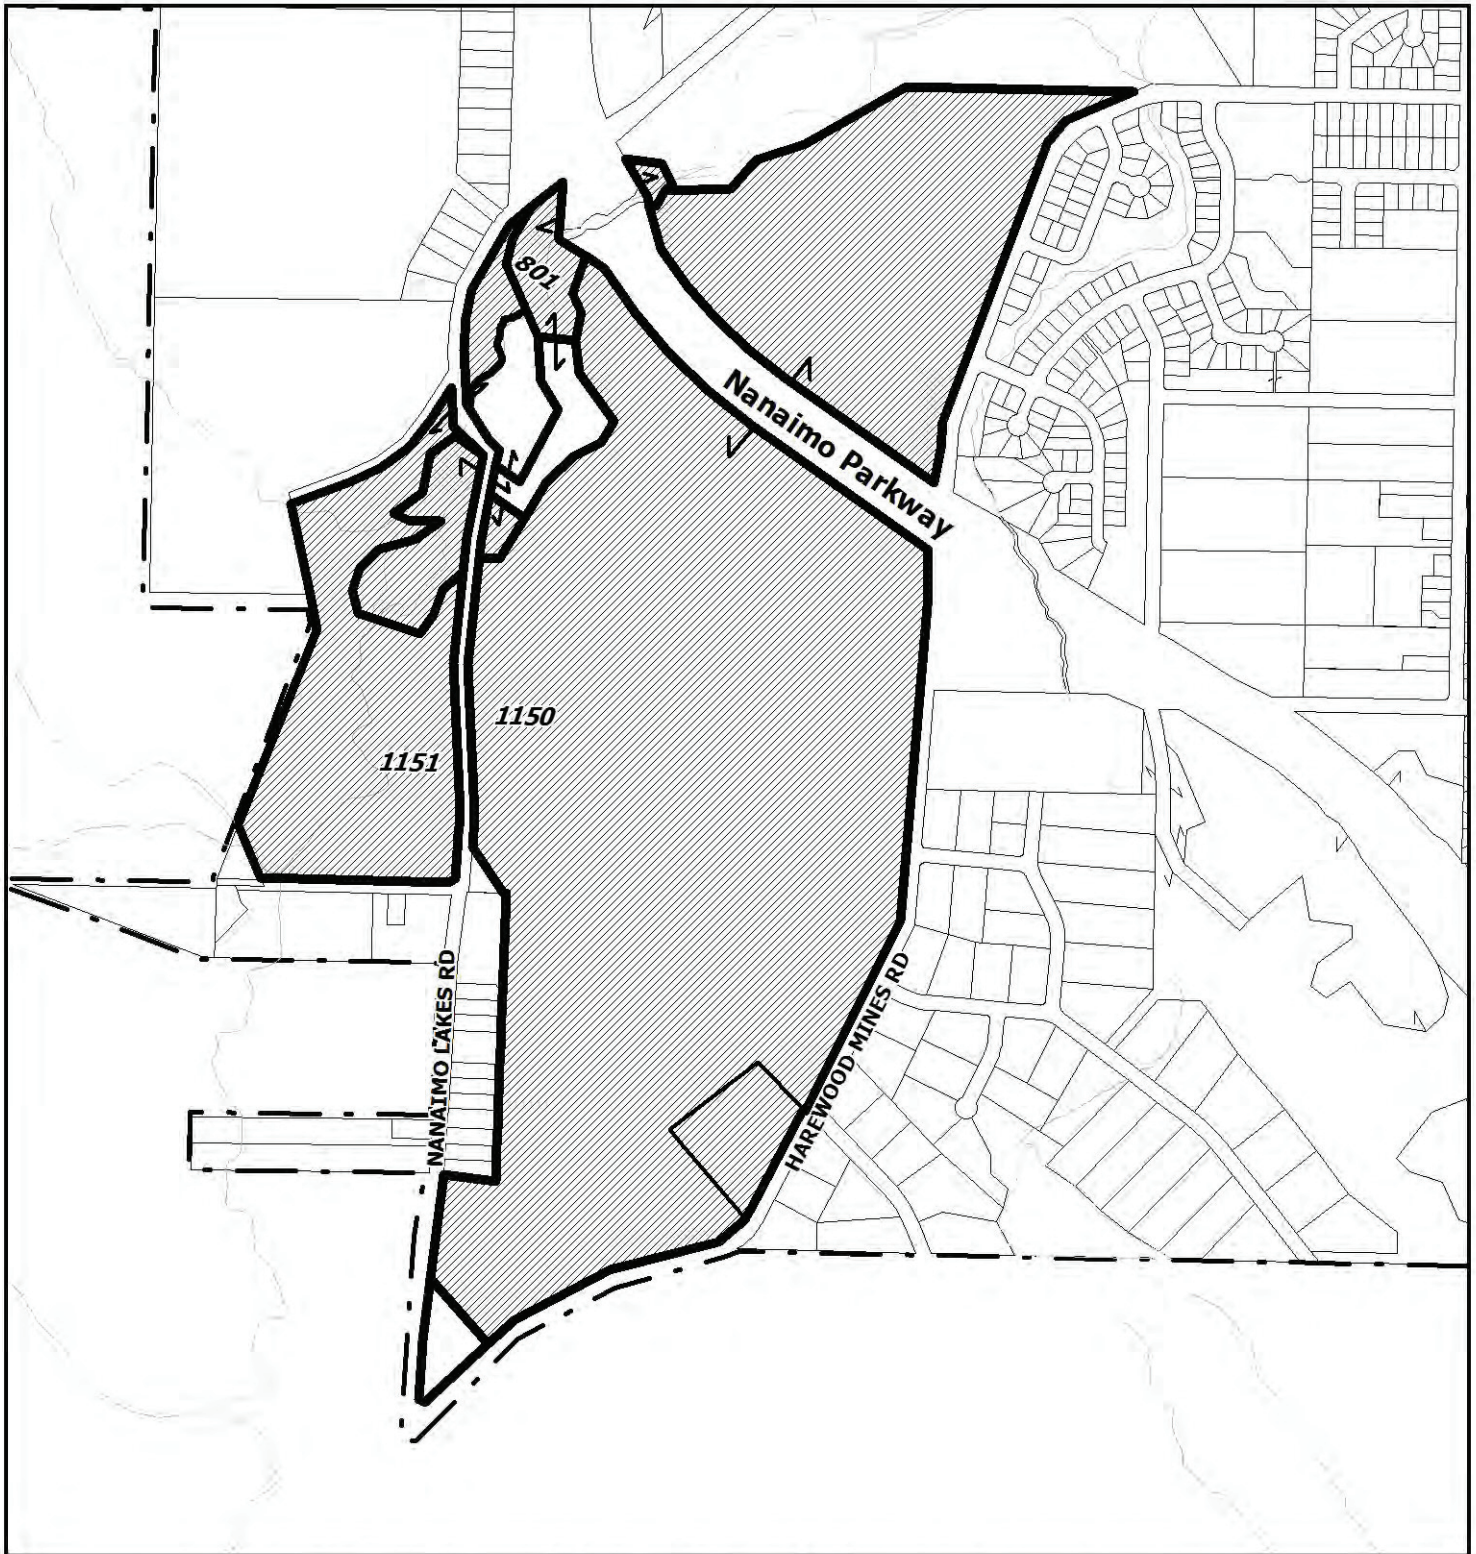 801
Nanaimo Parkway
1150
1151
NANAIMO LAKES RD
HAREWOOD MINES RD